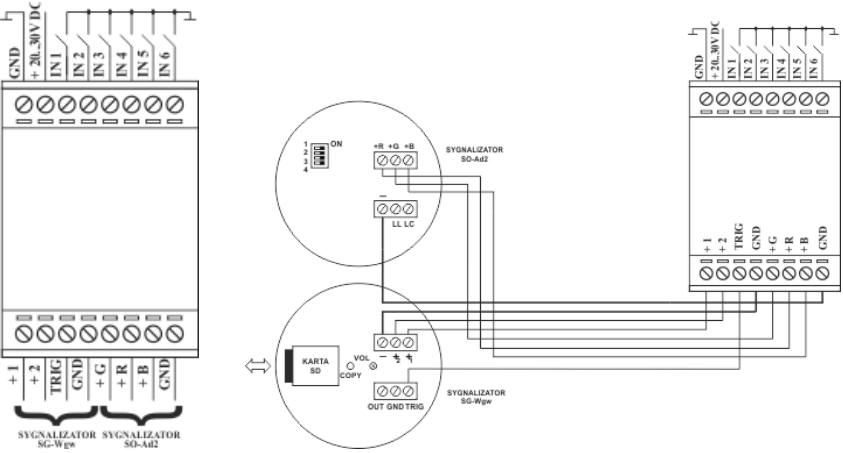 GND
+ 20..30V DC
IN 1
IN 2
IN 3
IN 4
IN 5
IN 6
+ 1
+ 2
TRIG
GND
+ G
+ R
+ B
GND
SYGNALIZATOR
SG-Wgw
SYGNALIZATOR
SO-Ad2
1
2
3
4
ON
+R +G +B
SYGNALIZATOR
SO-Ad2
–
LL LC
KARTA
SD
VOL
COPY
– +2 +1
OUT GND TRIG
SYGNALIZATOR
SG-Wgw
GND
+20..30V DC
IN 1
IN 2
IN 3
IN 4
IN 5
IN 6
+ 1
+ 2
TRIG
GND
+ G
+ R
+ B
GND